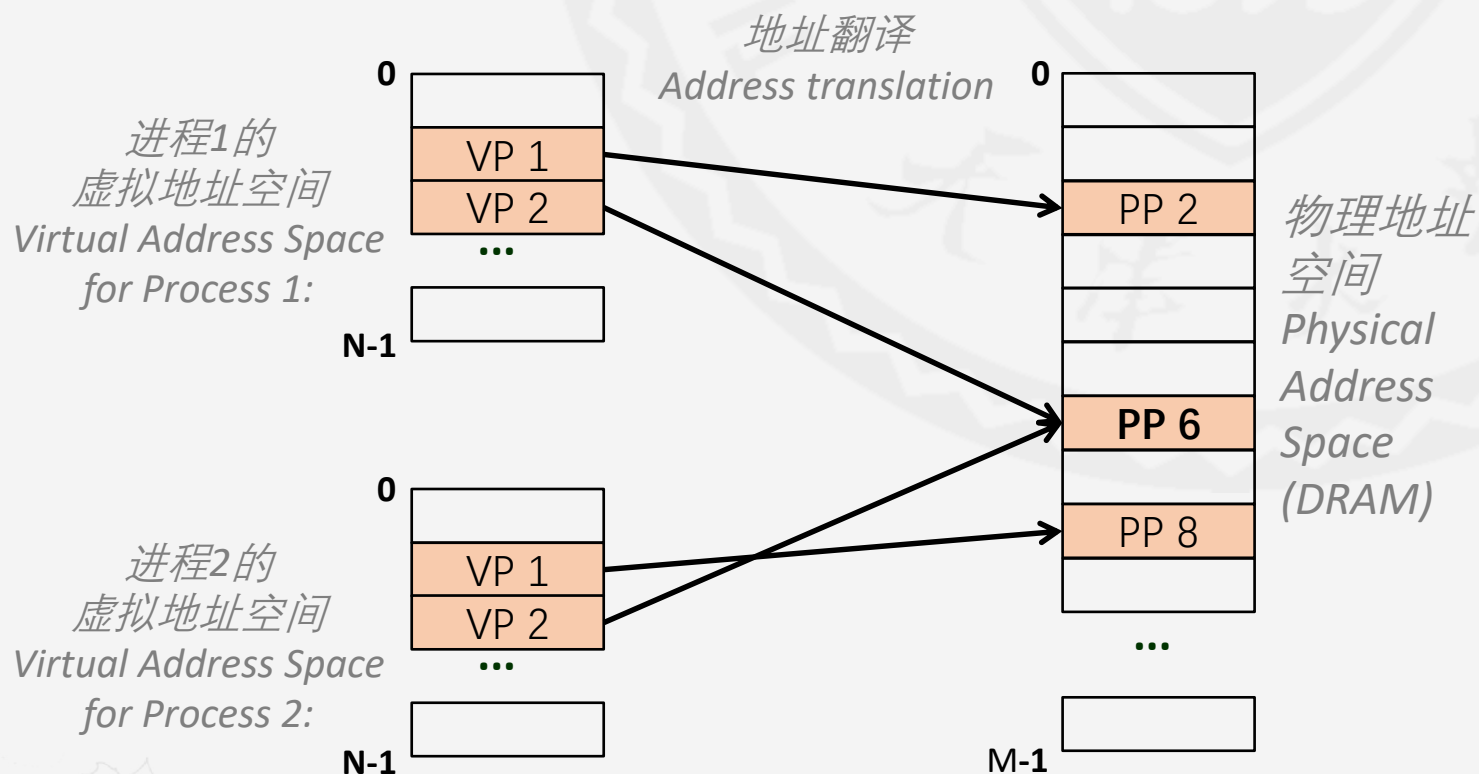 地址翻译
Address translation
0
进程1的
虚拟地址空间
Virtual Address Space
for Process 1:
VP 1
VP 2
...
N-1
0
进程2的
虚拟地址空间
Virtual Address Space
for Process 2:
VP 1
VP 2
...
N-1
0
PP 2
PP 6
PP 8
...
M-1
物理地址
空间
Physical
Address
Space
(DRAM)